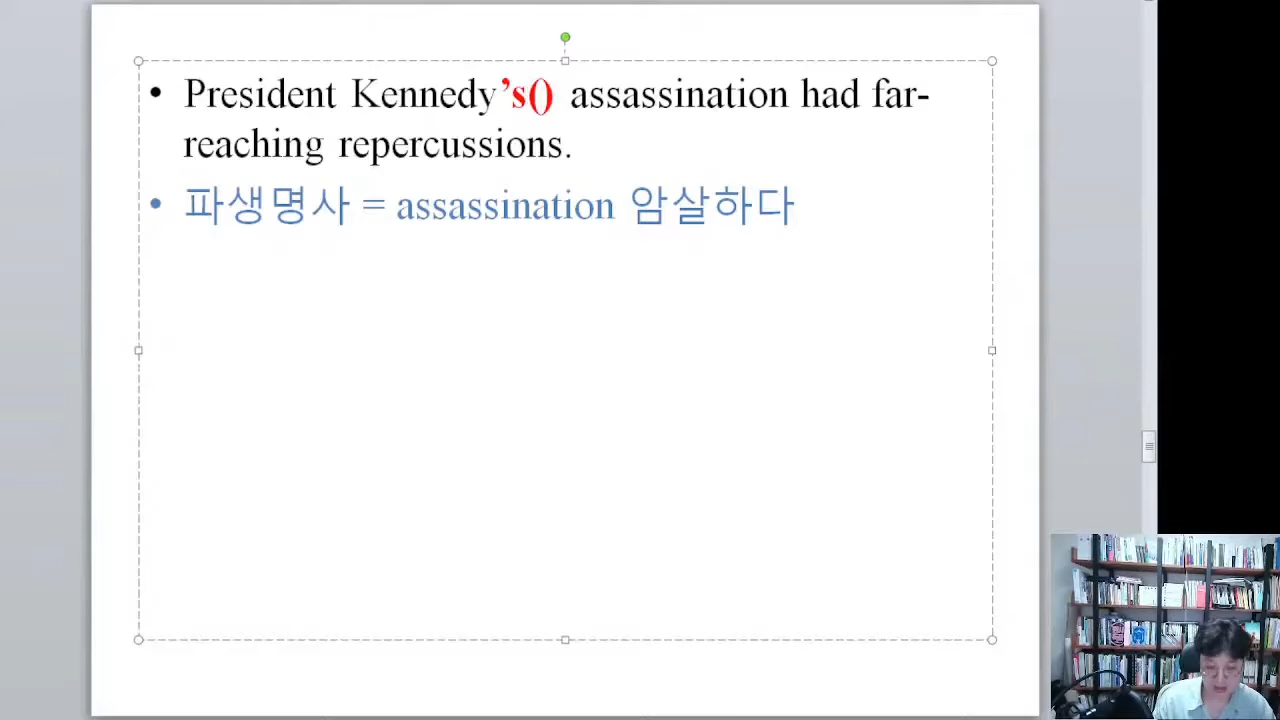 • President Kennedy’s() assassination had far-
reaching repercussions.
• 파생명사 = assassination 암살하다